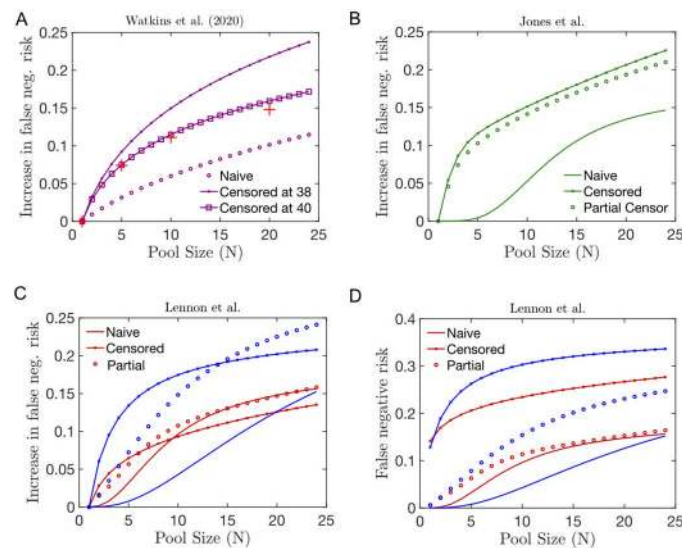 A
Watkins et al. (2020)
Increase in false neg. risk
0.25
0.2
0.15
0.1
0.05
0
Naive
Censored at 38
Censored at 40
0 5 10 15 20 25
Pool Size (N)
B
Jones et al.
Increase in false neg. risk
0.25
0.2
0.15
0.1
0.05
0
Naive
Censored
Partial Censor
0 5 10 15 20 25
Pool Size (N)
C
Lennon et al.
Increase in false neg. risk
0.25
0.2
0.15
0.1
0.05
0
Naive
Censored
Partial
0 5 10 15 20 25
Pool Size (N)
D
Lennon et al.
False negative risk
0.4
0.3
0.2
0.1
0
Naive
Censored
Partial
0 5 10 15 20 25
Pool Size (N)